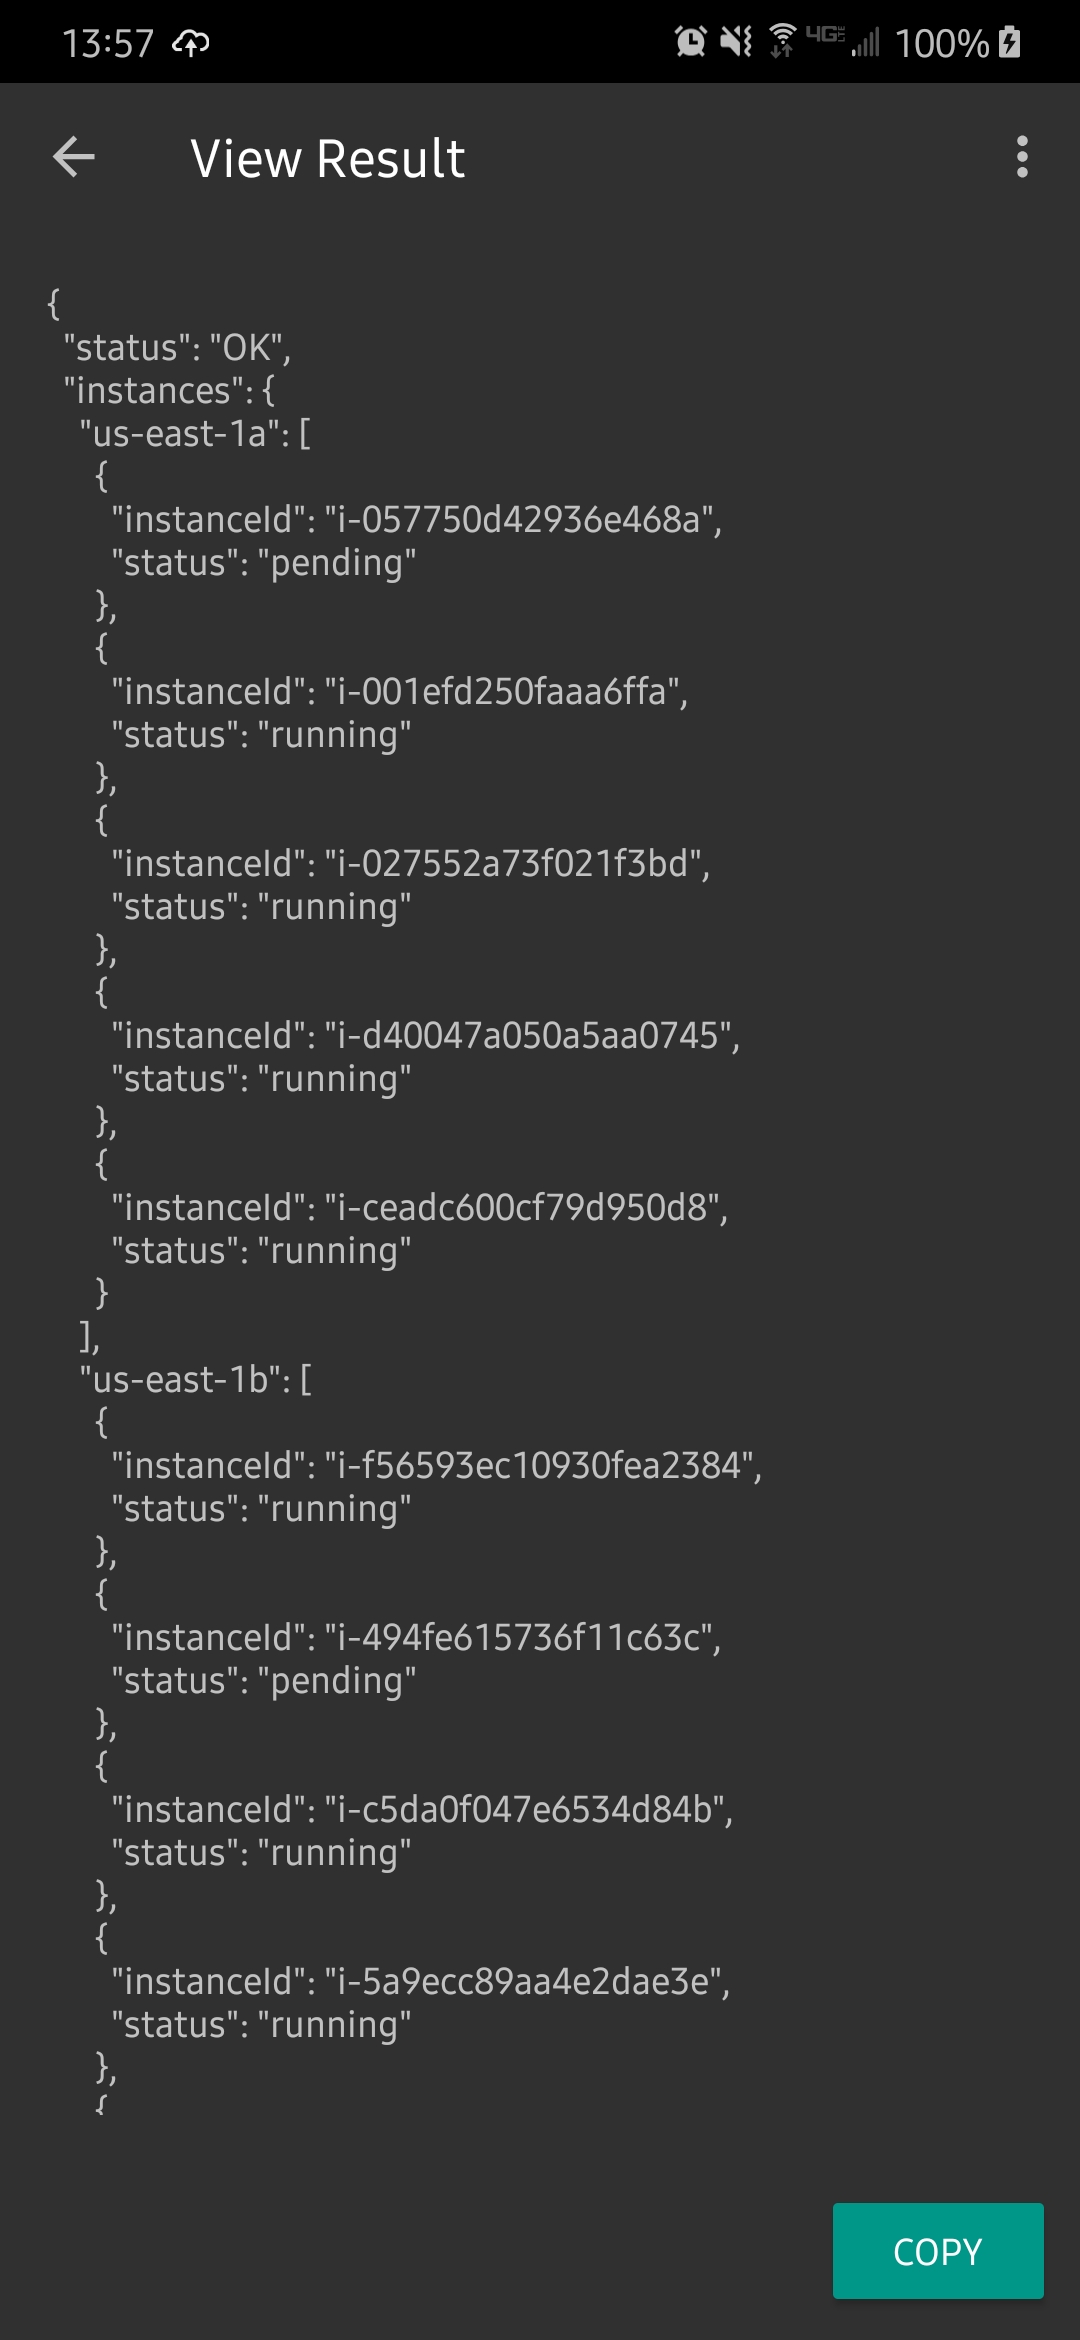 13:57 4GE LTE 100%
View Result
{
"status": "OK",
"instances": {
"us-east-1a": [
{
"instanceId": "i-057750d42936e468a",
"status": "pending"
},
{
"instanceId": "i-001efd250faaa6ffa",
"status": "running"
},
{
"instanceId": "i-027552a73f021f3bd",
"status": "running"
},
{
"instanceId": "i-d40047a050a5aa0745",
"status": "running"
},
{
"instanceId": "i-ceadc600cf79d950d8",
"status": "running"
}
],
"us-east-1b": [
{
"instanceId": "i-f56593ec10930fea2384",
"status": "running"
},
{
"instanceId": "i-494fe615736f11c63c",
"status": "pending"
},
{
"instanceId": "i-c5da0f047e6534d84b",
"status": "running"
},
{
"instanceId": "i-5a9ecc89aa4e2dae3e",
"status": "running"
},
{
COPY